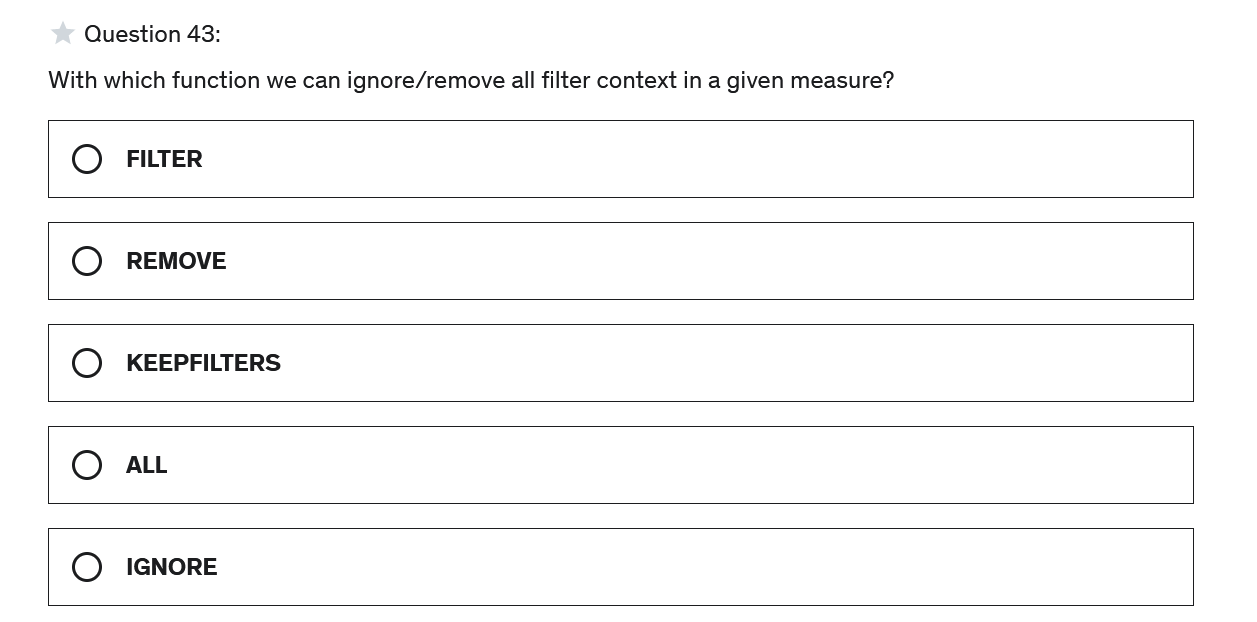 Question 43:
With which function we can ignore/remove all filter context in a given measure?
FILTER
REMOVE
KEEPFILTERS
ALL
IGNORE